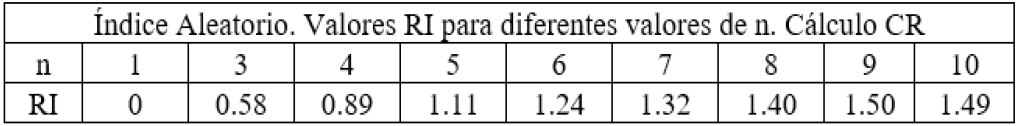 Índice Aleatorio. Valores RI para diferentes valores de n. Cálculo CR
n 1 3 4 5 6 7 8 9 10
RI 0 0.58 0.89 1.11 1.24 1.32 1.40 1.50 1.49